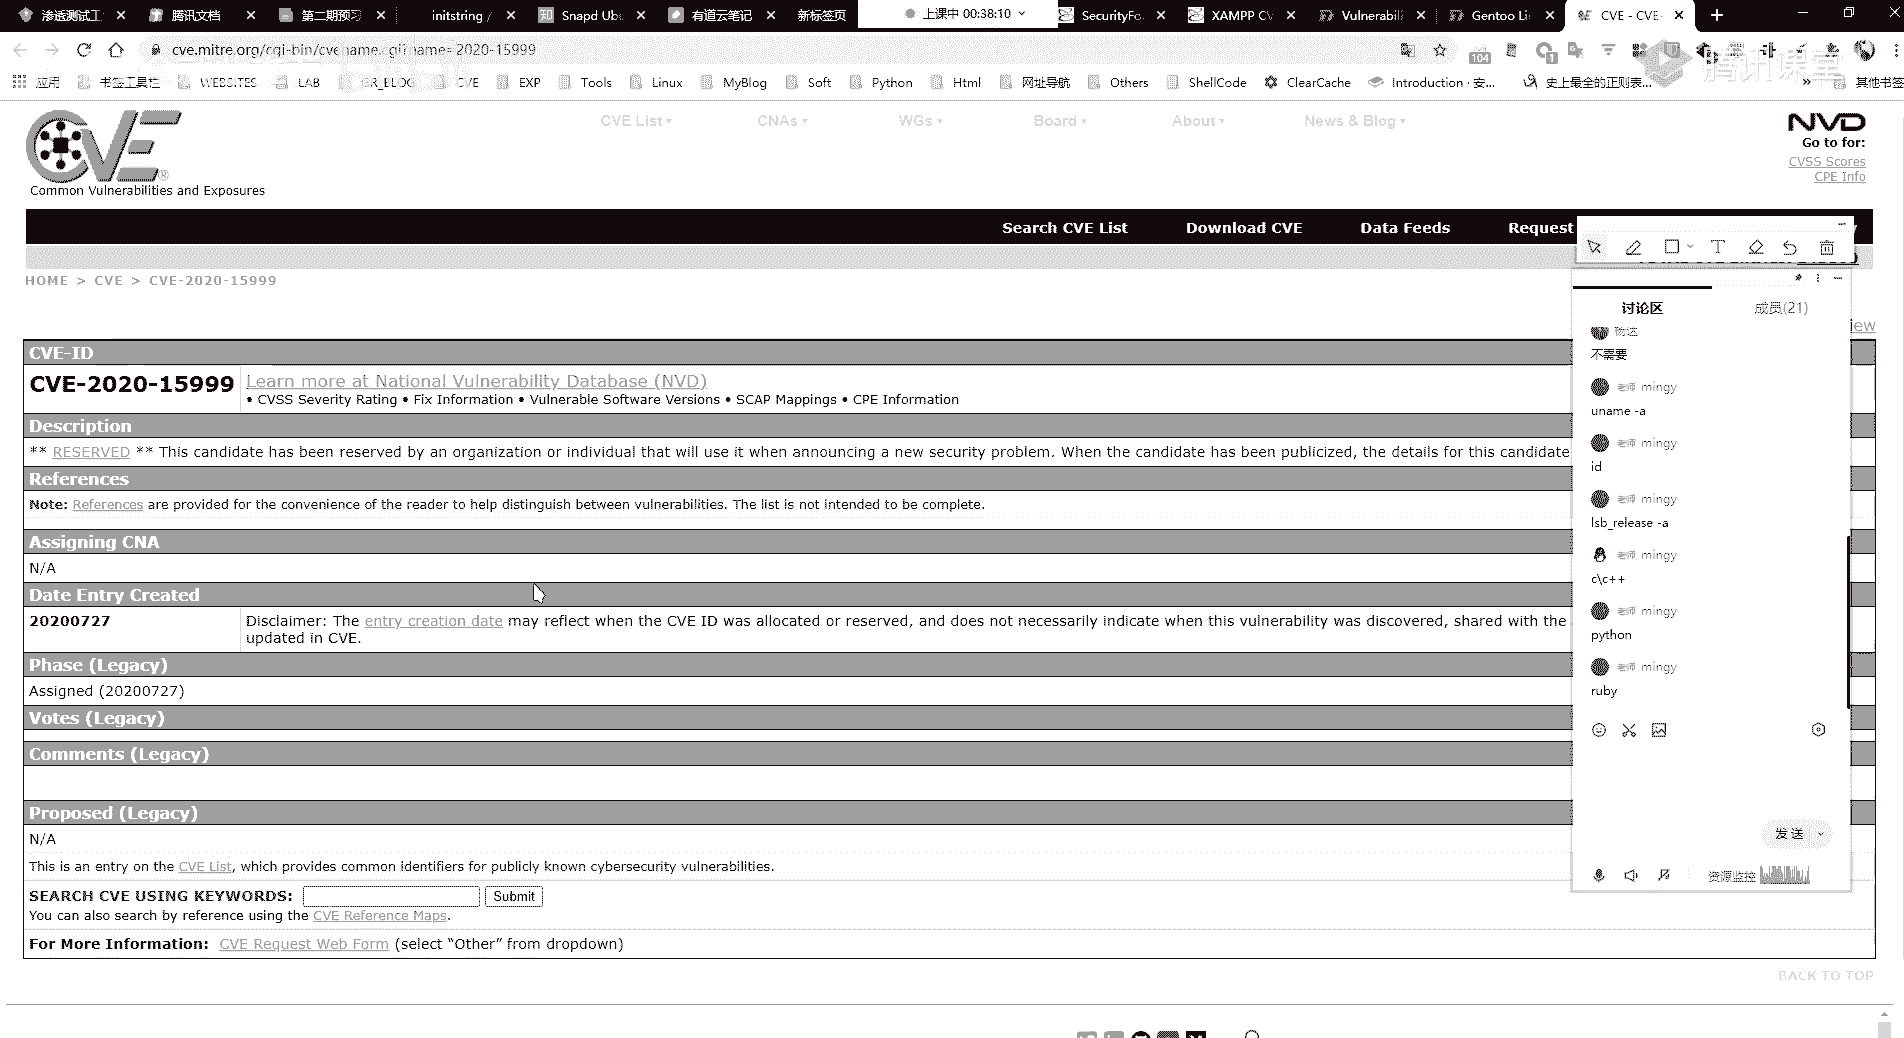 渗透测试工
腾讯文档
第二期预习
initstring /
Snapd Ub
有道云笔记
新标签页
上课中 00:38:10
SecurityFo
XAMPP CV
Vulnerabili
Gentoo Li
CVE - CVE-
cve.mitre.org/cgi-bin/cvename.cgi?name=2020-15999
104
1
应用
书签工具栏
WEBSITES
LAB
GR_BLOG
CVE
EXP
Tools
Linux
MyBlog
Soft
Python
Html
网址导航
Others
ShellCode
ClearCache
Introduction · 安...
史上最全的正则表...
»
其他书签
腾讯课堂
CVE
Common Vulnerabilities and Exposures
CVE List
CNAs
WGs
Board
About
News & Blog
NVD
Go to for:
CVSS Scores
CPE Info
Search CVE List
Download CVE
Data Feeds
Request
HOME > CVE > CVE-2020-15999
CVE-ID
CVE-2020-15999
Learn more at National Vulnerability Database (NVD)
• CVSS Severity Rating • Fix Information • Vulnerable Software Versions • SCAP Mappings • CPE Information
Description
** RESERVED ** This candidate has been reserved by an organization or individual that will use it when announcing a new security problem. When the candidate has been publicized, the details for this candidate
References
Note: References are provided for the convenience of the reader to help distinguish between vulnerabilities. The list is not intended to be complete.
Assigning CNA
N/A
Date Entry Created
20200727
Disclaimer: The entry creation date may reflect when the CVE ID was allocated or reserved, and does not necessarily indicate when this vulnerability was discovered, shared with the
updated in CVE.
Phase (Legacy)
Assigned (20200727)
Votes (Legacy)
Comments (Legacy)
Proposed (Legacy)
N/A
This is an entry on the CVE List, which provides common identifiers for publicly known cybersecurity vulnerabilities.
SEARCH CVE USING KEYWORDS:
Submit
You can also search by reference using the CVE Reference Maps.
For More Information: CVE Request Web Form (select “Other” from dropdown)
BACK TO TOP
讨论区
成员(21)
不需要
老师 mingy
uname -a
老师 mingy
id
老师 mingy
lsb_release -a
老师 mingy
c\c++
老师 mingy
python
老师 mingy
ruby
发送
资源监控